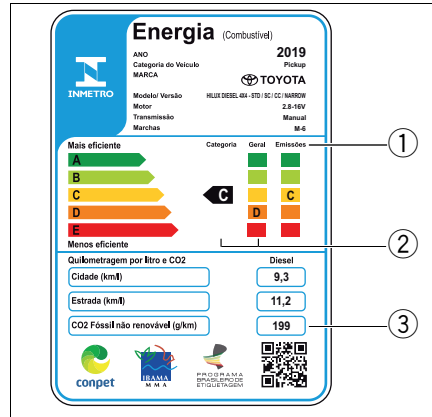 Energia (Combustível)
INMETRO
ANO 2019
Categoria do Veículo Pickup
MARCA TOYOTA
Modelo/ Versão HILUX DIESEL 4X4 - STD / SC / CC / NARROW
Motor 2.8-16V
Transmissão Manual
Marchas M-6
Mais eficiente Categoria Geral Emissões 1
A
B
C C C
D D
E
Menos eficiente 2
Quilometragem por litro e CO2 Diesel
Cidade (km/l) 9,3
Estrada (km/l) 11,2
CO2 Fóssil não renovável (g/km) 199 3
conpet
IBAMA
MMA
PROGRAMA
BRASILEIRO DE
ETIQUETAGEM